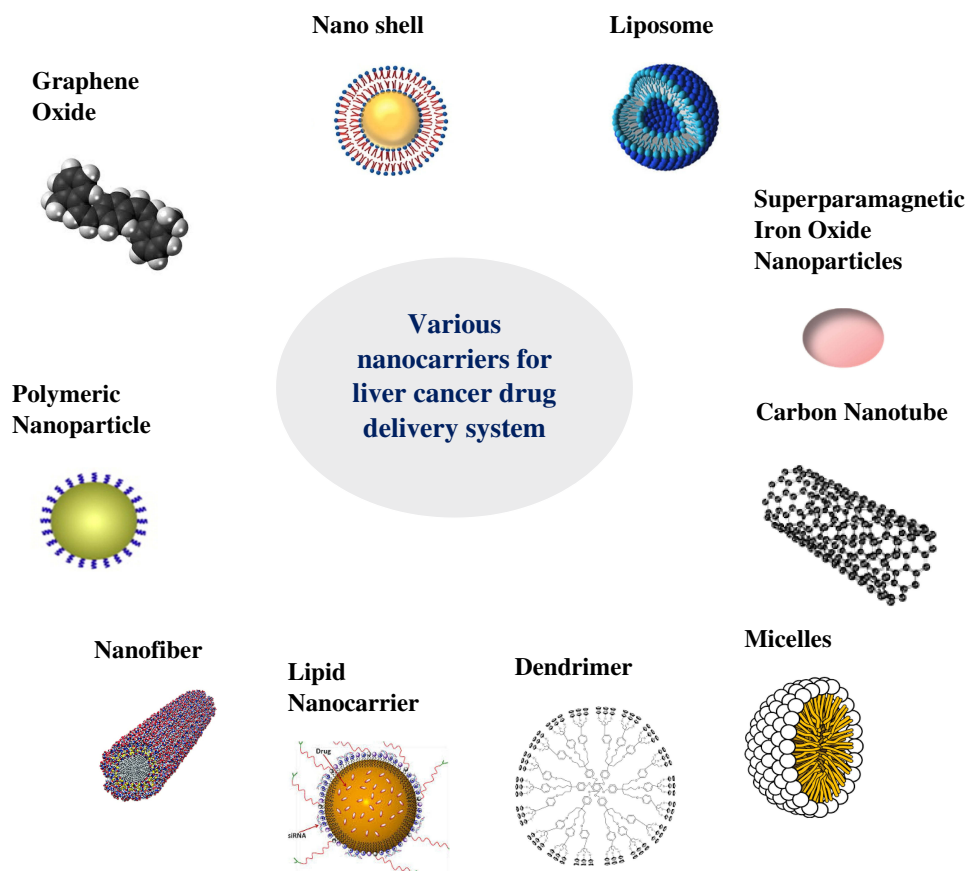 Nano shell
Liposome
Graphene
Oxide
Superparamagnetic
Iron Oxide
Nanoparticles
Various
nanocarriers for
liver cancer drug
delivery system
Polymeric
Nanoparticle
Carbon Nanotube
Nanofiber
Lipid
Nanocarrier
Dendrimer
Micelles
Drug
siRNA